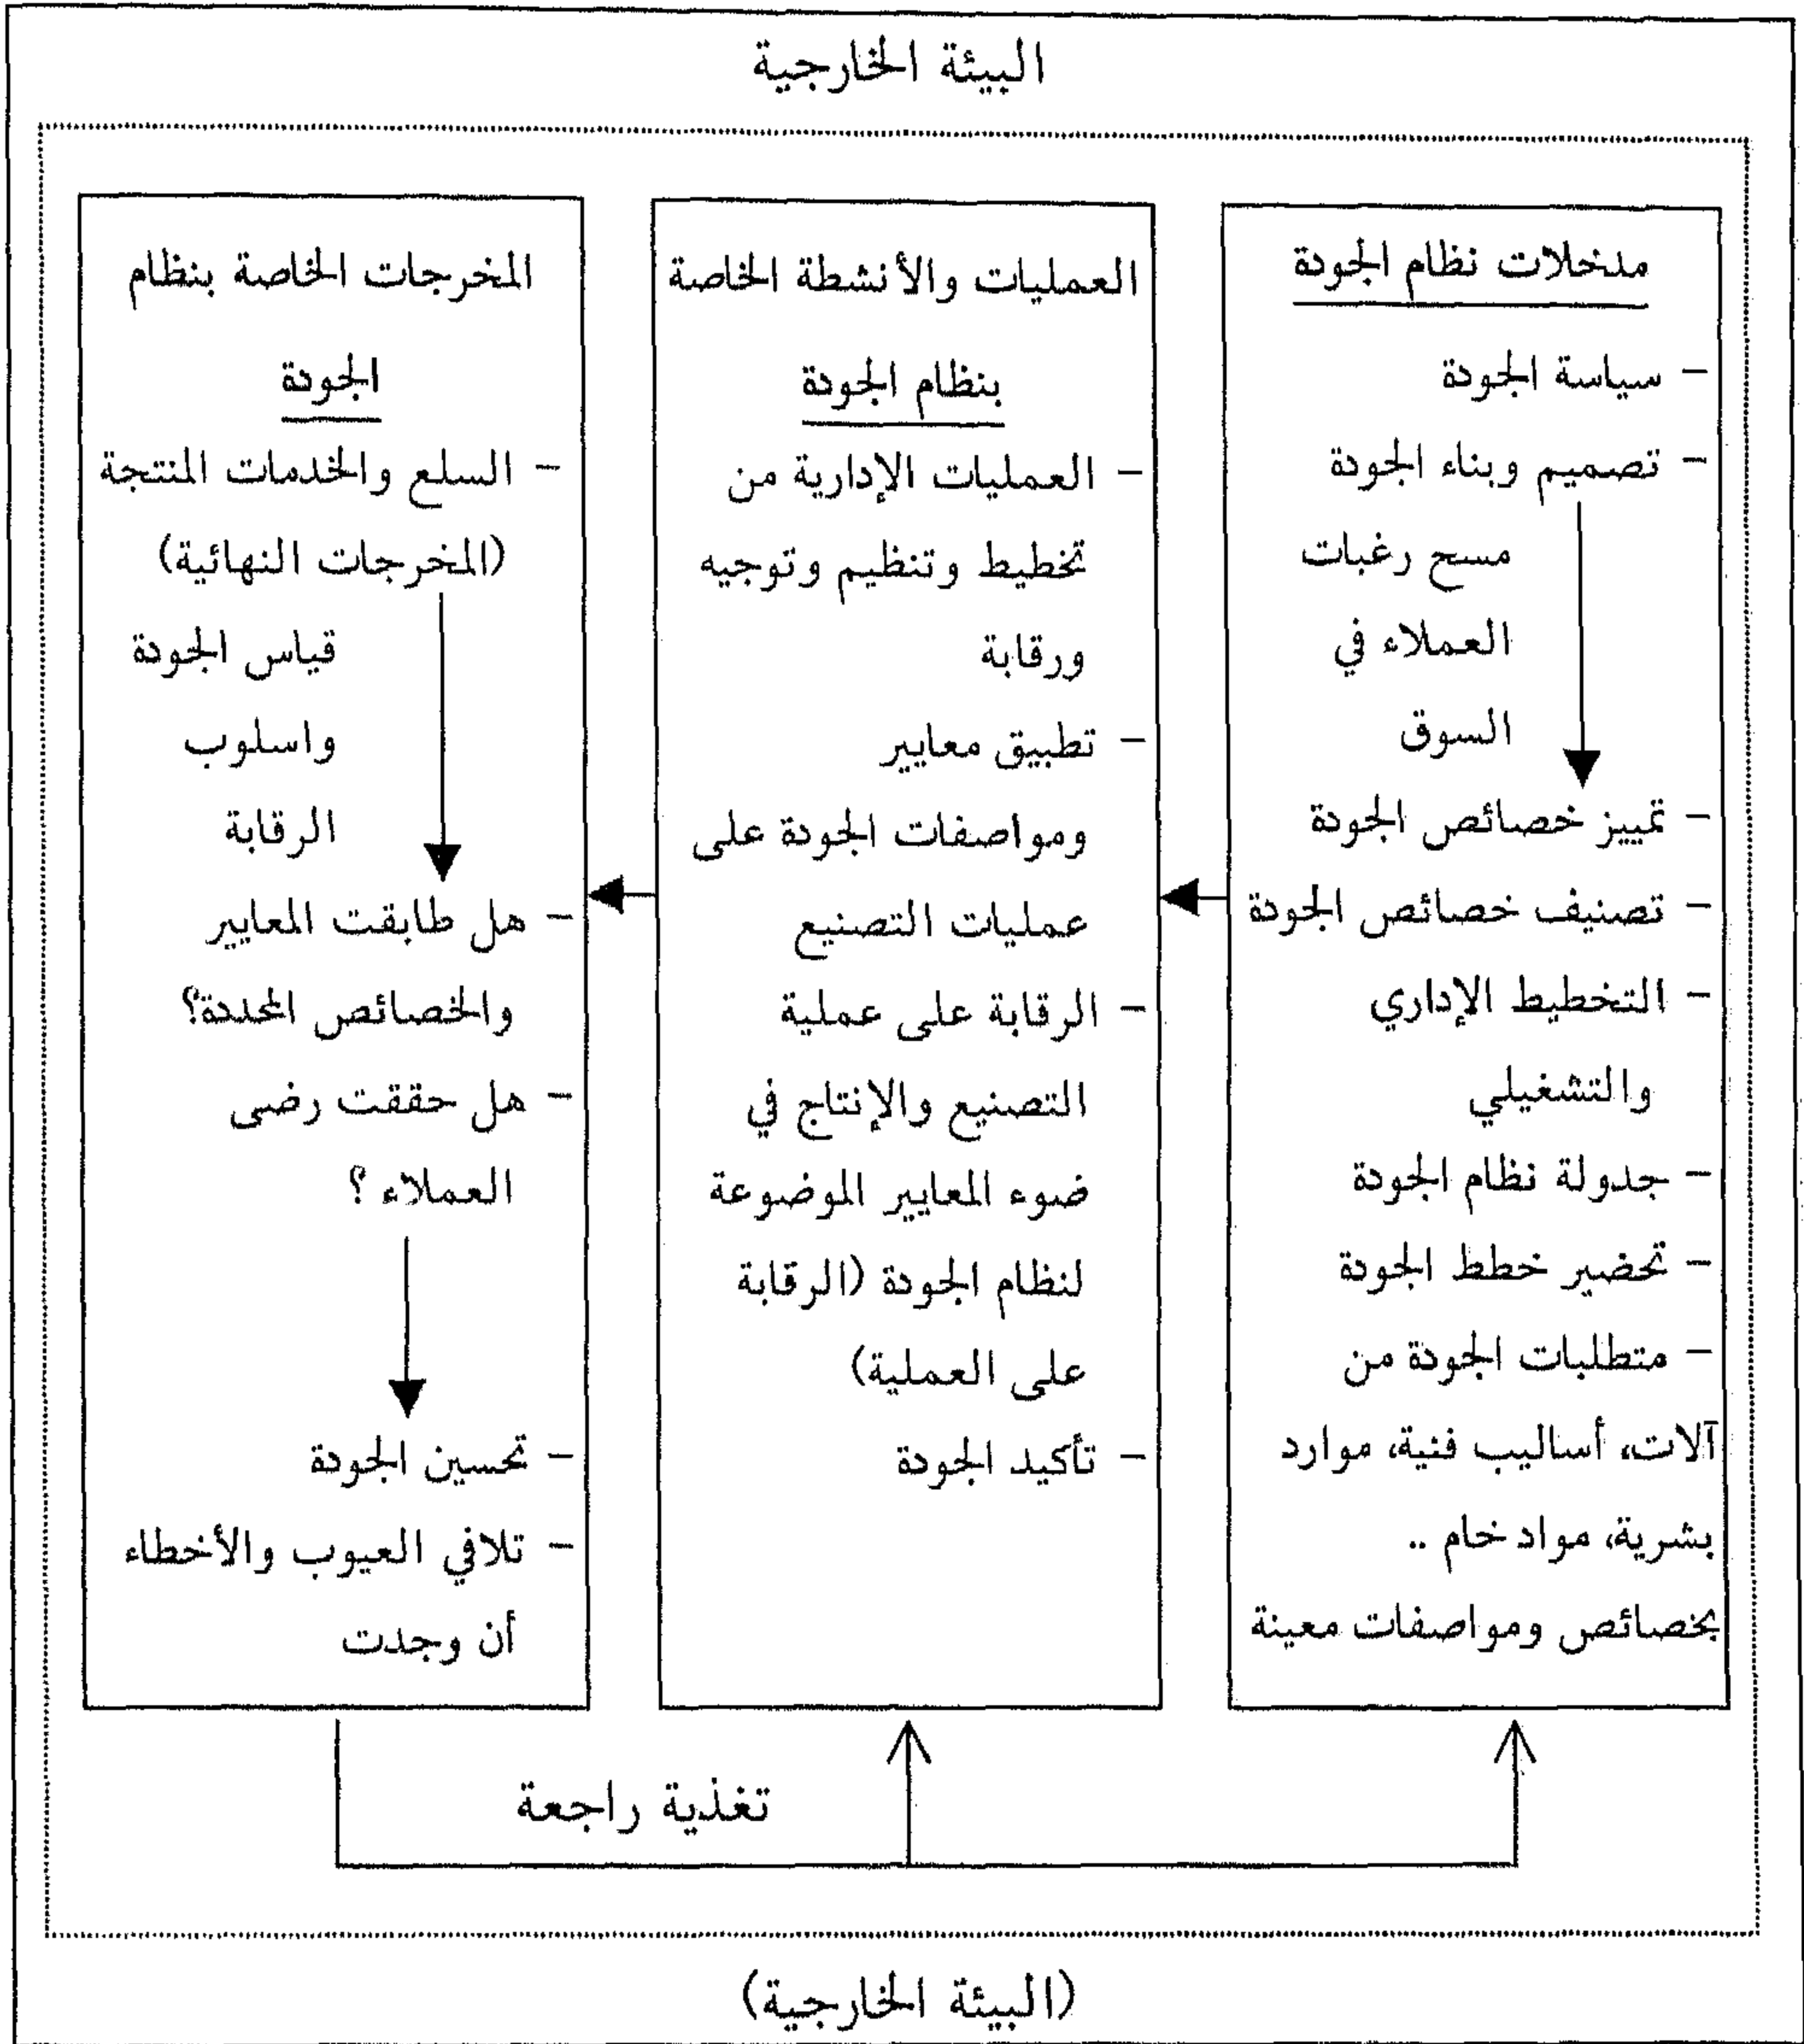 البيئة الخارجية
مدخلات نظام الجودة
- سياسة الجودة
- تصميم وبناء الجودة
مسح رغبات
العملاء في
السوق
- تمييز خصائص الجودة
- تصنيف خصائص الجودة
- التخطيط الإداري
والتشغيلي
- جدولة نظام الجودة
- تحضير خطط الجودة
- متطلبات الجودة من
آلات، أساليب فنية، موارد
بشرية، مواد خام ..
بخصائص ومواصفات معينة
العمليات والأنشطة الخاصة
بنظام الجودة
- العمليات الإدارية من
تخطيط وتنظيم وتوجيه
ورقابة
- تطبيق معايير
ومواصفات الجودة على
عمليات التصنيع
- الرقابة على عملية
التصنيع والإنتاج في
ضوء المعايير الموضوعة
لنظام الجودة (الرقابة
على العملية)
- تأكيد الجودة
المخرجات الخاصة بنظام
الجودة
- السلع والخدمات المنتجة
(المخرجات النهائية)
قياس الجودة
واسلوب
الرقابة
- هل طابقت المعايير
والخصائص المحددة؟
- هل حققت رضى
العملاء ؟
- تحسين الجودة
- تلافي العيوب والأخطاء
أن وجدت
تغذية راجعة
(البيئة الخارجية)